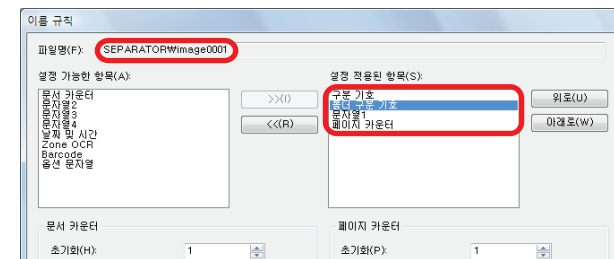 이름 규칙
파일명(F): SEPARATOR₩image0001
설정 가능한 항목(A):
문서 카운터
문자열2
문자열3
문자열4
날짜 및 시간
Zone OCR
Barcode
옵션 문자열
>>(I)
<<(R)
설정 적용된 항목(S):
구분 기호
폴더 구분 기호
문자열1
페이지 카운터
위로(U)
아래로(W)
문서 카운터
초기화(H): 1
페이지 카운터
초기화(P): 1